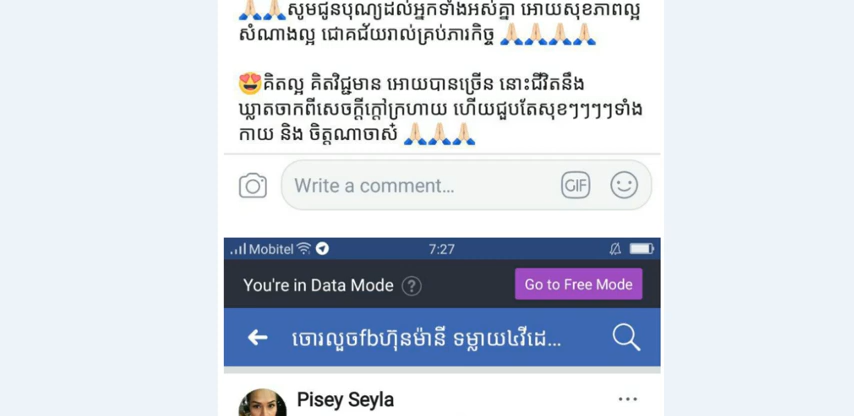 🙏🙏សូមជូនបុណ្យដល់អ្នកទាំងអស់គ្នា អោយសុខភាពល្អ
សំណាងល្អ ជោគជ័យរាល់គ្រប់ភារកិច្ច 🙏🙏🙏🙏
😍គិតល្អ គិតវិជ្ជមាន អោយបានច្រើន នោះជីវិតនឹង
ឃ្លាតចាកពីសេចក្តីក្តៅក្រហាយ ហើយជួបតែសុខៗៗៗៗទាំង
កាយ និង ចិត្តណាចាស៎ 🙏🙏🙏
Write a comment...
GIF
Mobitel
7:27
You're in Data Mode ?
Go to Free Mode
ចោរលួចfbហ៊ុនម៉ានី ទម្លាយ៤វីដេ...
Pisey Seyla